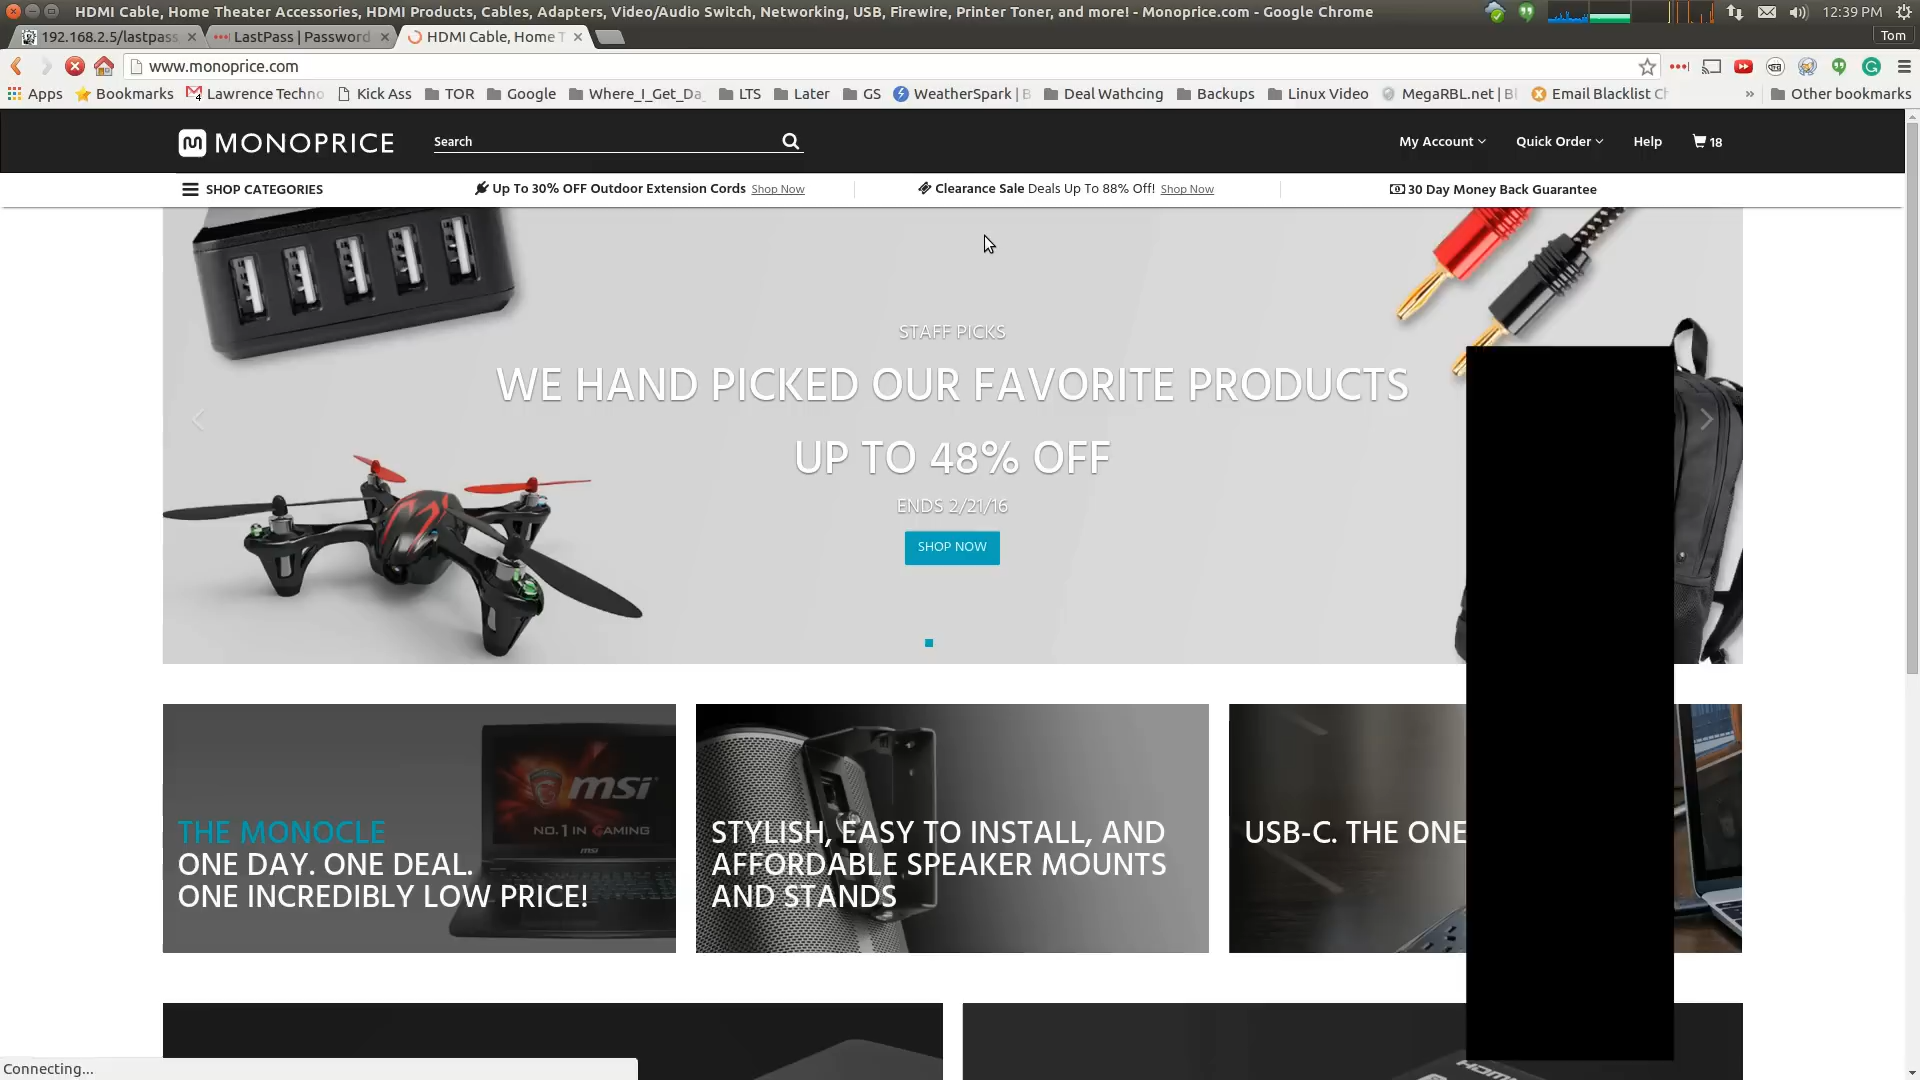 HDMI Cable, Home Theater Accessories, HDMI Products, Cables, Adapters, Video/Audio Switch, Networking, USB, Firewire, Printer Toner, and more! - Monoprice.com - Google Chrome
12:39 PM
192.168.2.5/lastpass
LastPass | Password
HDMI Cable, Home T
Tom
www.monoprice.com
Apps
Bookmarks
Lawrence Techno
Kick Ass
TOR
Google
Where_I_Get_Da
LTS
Later
GS
WeatherSpark | B
Deal Wathcing
Backups
Linux Video
MegaRBL.net | Bl
Email Blacklist Ch
»
Other bookmarks
MONOPRICE
Search
My Account
Quick Order
Help
18
SHOP CATEGORIES
Up To 30% OFF Outdoor Extension Cords Shop Now
Clearance Sale Deals Up To 88% Off! Shop Now
30 Day Money Back Guarantee
STAFF PICKS
WE HAND PICKED OUR FAVORITE PRODUCTS
UP TO 48% OFF
ENDS 2/21/16
SHOP NOW
msi
NO.1 IN GAMING
msi
THE MONOCLE
ONE DAY. ONE DEAL.
ONE INCREDIBLY LOW PRICE!
STYLISH, EASY TO INSTALL, AND
AFFORDABLE SPEAKER MOUNTS
AND STANDS
USB-C. THE ONE
HDMI
Connecting...